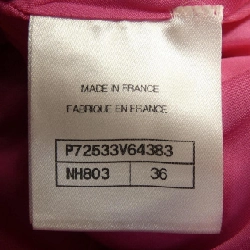 MADE IN FRANCE
FABRIQUE EN FRANCE
P72533V64383
NH803 36